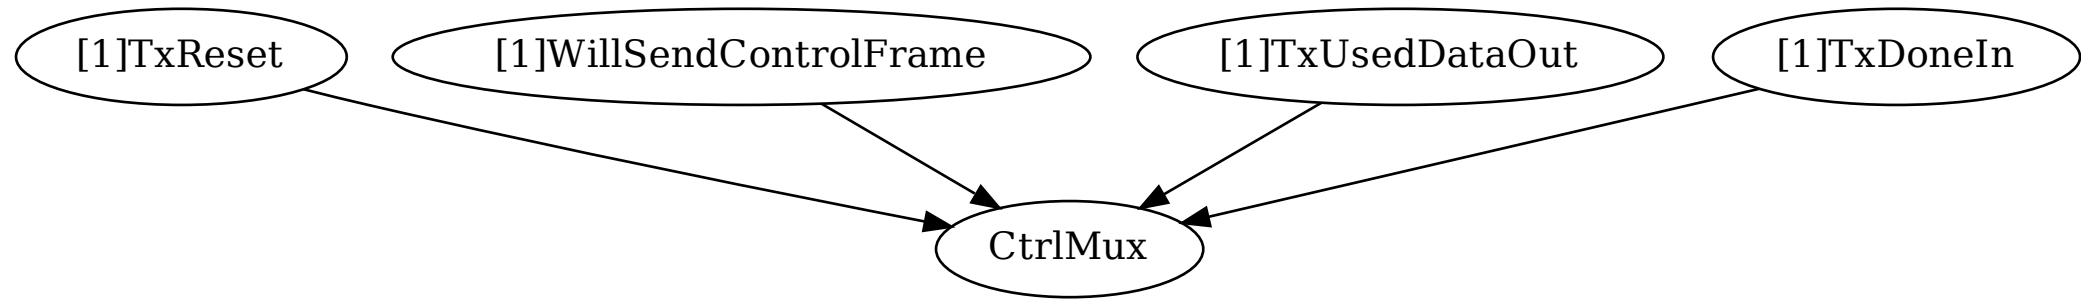 [1]TxReset
[1]WillSendControlFrame
[1]TxUsedDataOut
[1]TxDoneIn
CtrlMux